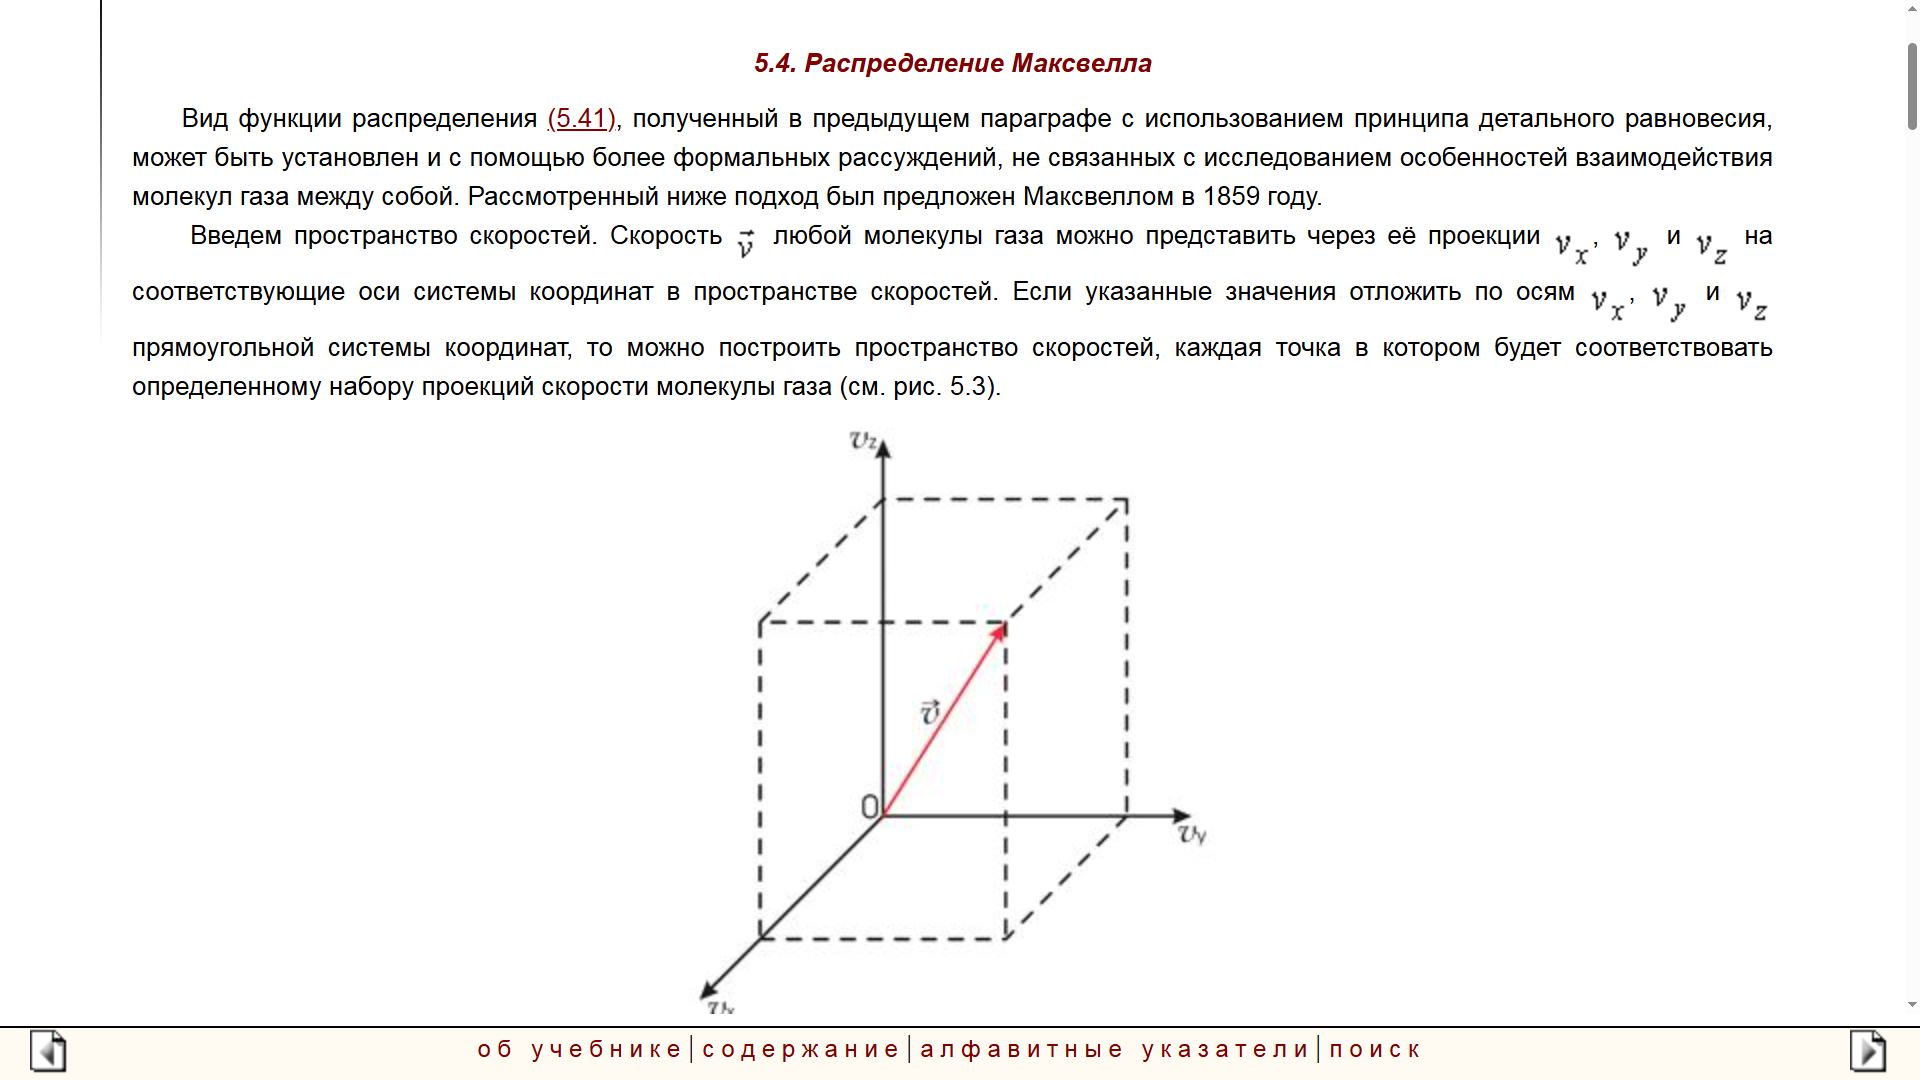 5.4. Распределение Максвелла
Вид функции распределения (5.41), полученный в предыдущем параграфе с использованием принципа детального равновесия,
может быть установлен и с помощью более формальных рассуждений, не связанных с исследованием особенностей взаимодействия
молекул газа между собой. Рассмотренный ниже подход был предложен Максвеллом в 1859 году.
Введем пространство скоростей. Скорость v⃗ любой молекулы газа можно представить через её проекции v_x, v_y и v_z на
соответствующие оси системы координат в пространстве скоростей. Если указанные значения отложить по осям v_x, v_y и v_z
прямоугольной системы координат, то можно построить пространство скоростей, каждая точка в котором будет соответствовать
определенному набору проекций скорости молекулы газа (см. рис. 5.3).
v_z
v⃗
0
v_y
v_x
об учебнике|содержание|алфавитные указатели|поиск